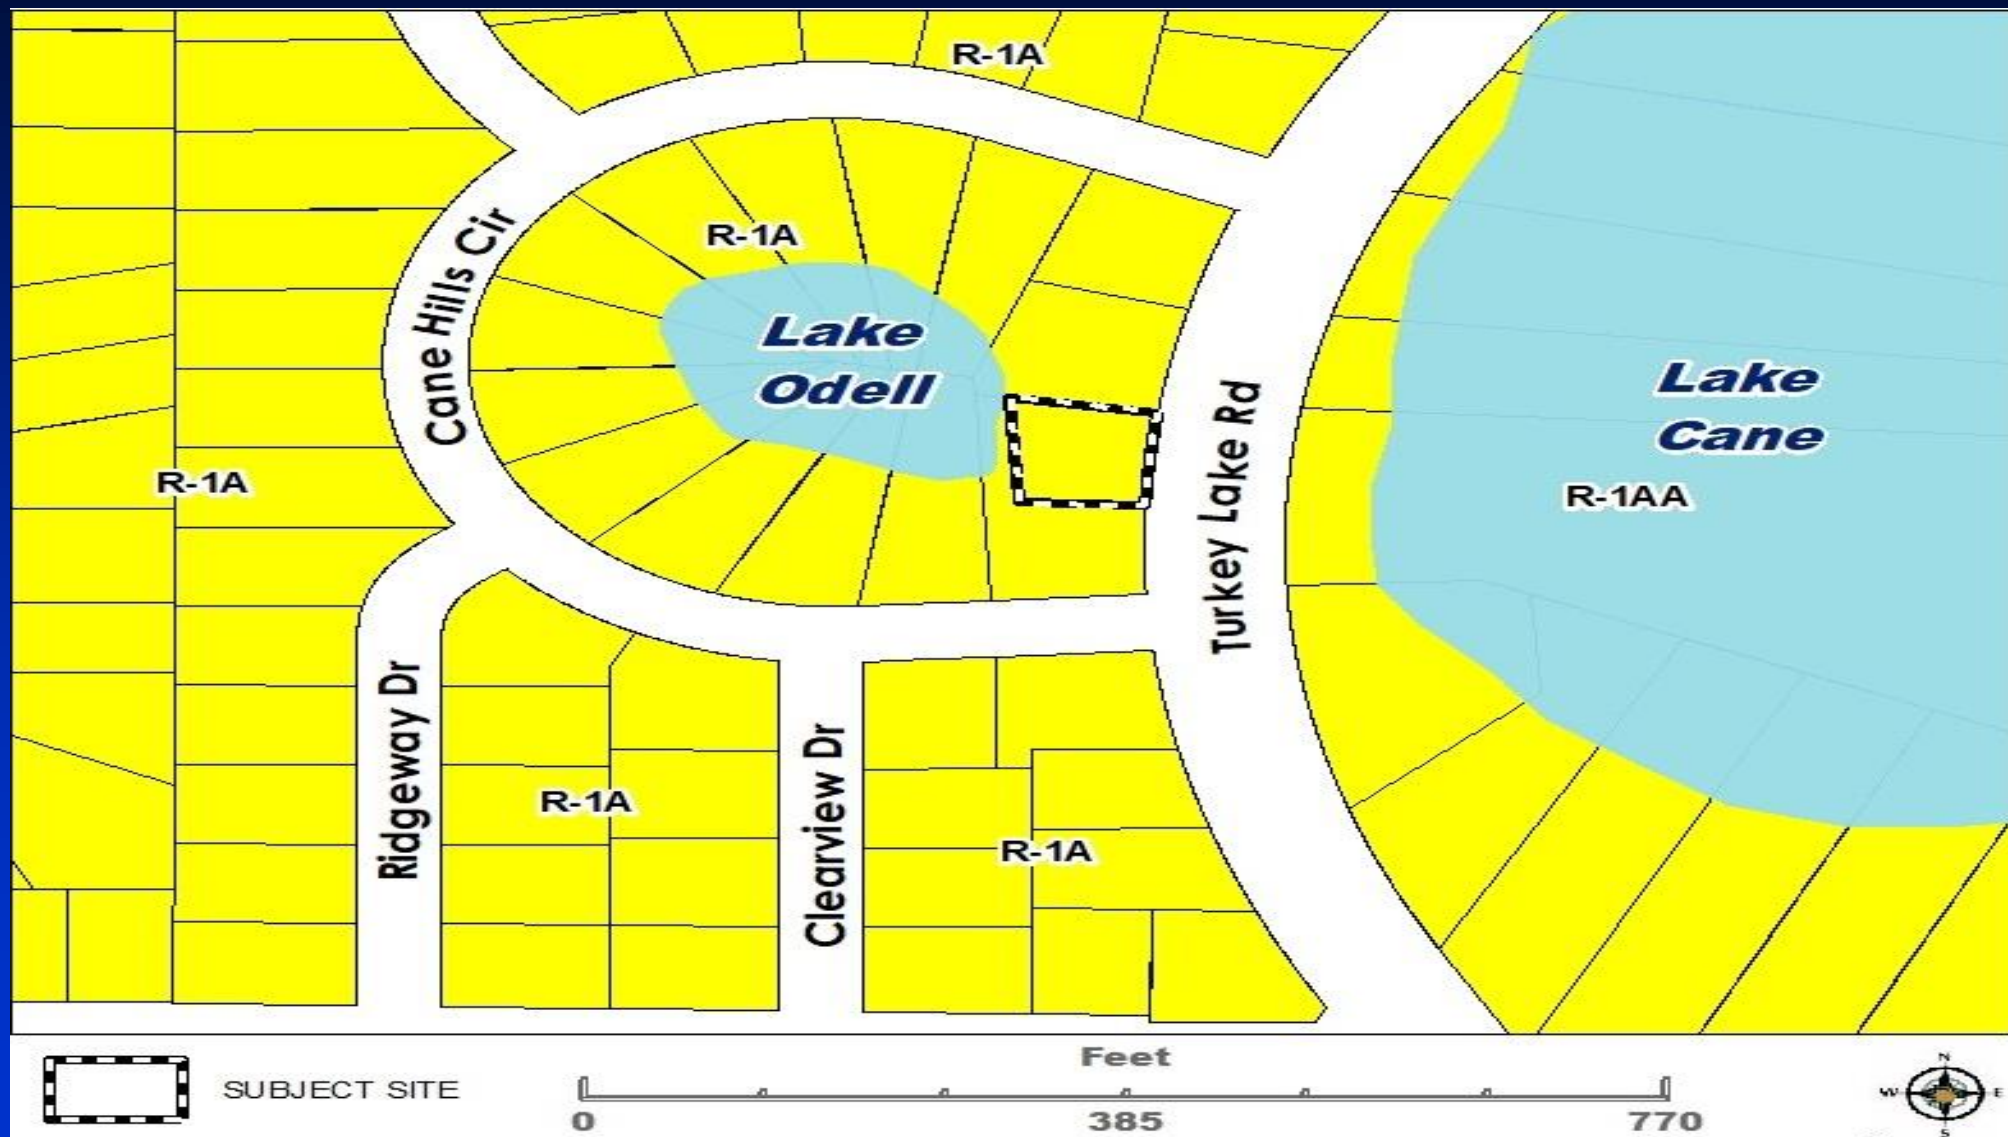 R-1A
R-1A
Cane Hills Cir
Lake
Odell
Lake
Cane
Turkey Lake Rd
R-1A
R-1AA
Ridgeway Dr
Clearview Dr
R-1A
R-1A
SUBJECT SITE
Feet
0 385 770
N
W E
S